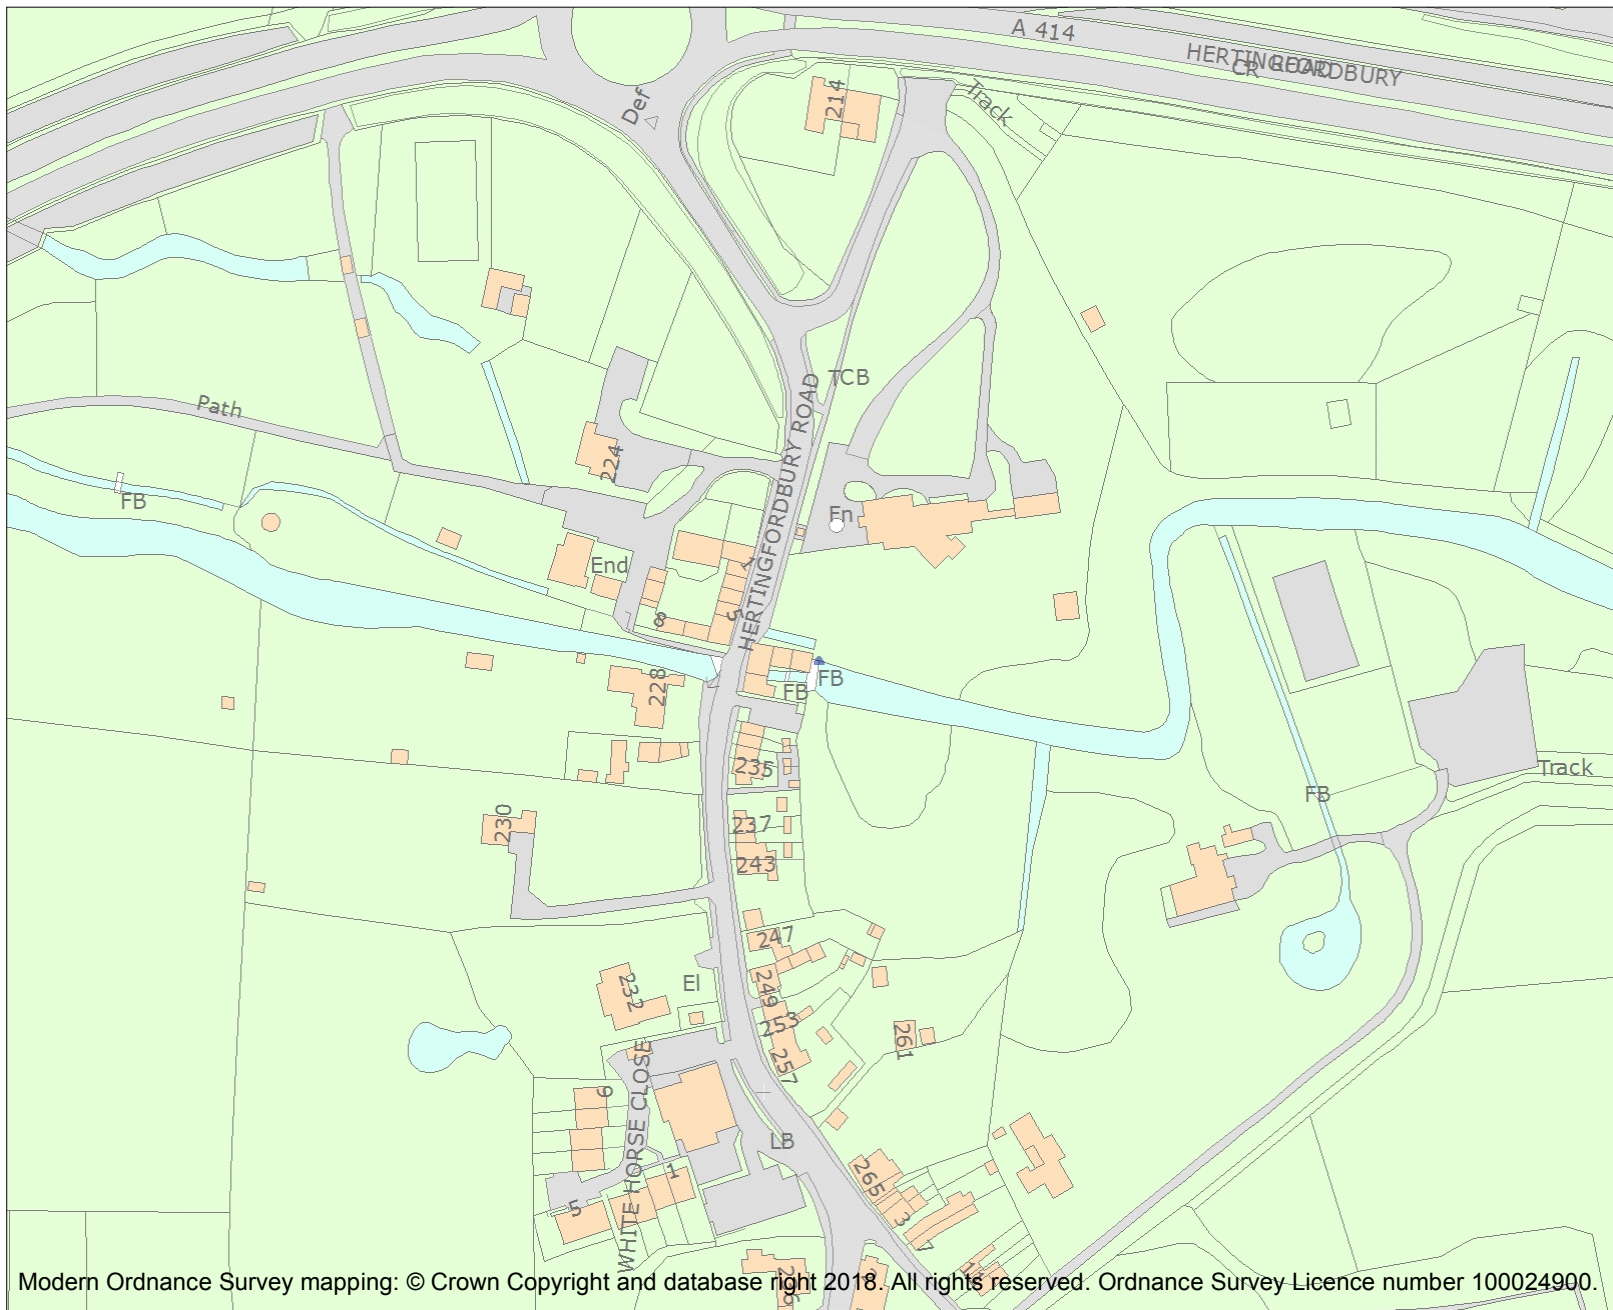 A 414
HERTINGFORDBURY
CR
ROAD
Def
214
Track
TCB
HERTINGFORDBURY ROAD
Path
224
FB
Fn
End
1
5
8
228
FB
FB
235
Track
FB
237
230
243
247
El
232
249
253
261
257
WHITE HORSE CLOSE
6
LB
1
265
5
3
7
Modern Ordnance Survey mapping: © Crown Copyright and database right 2018. All rights reserved. Ordnance Survey Licence number 100024900.